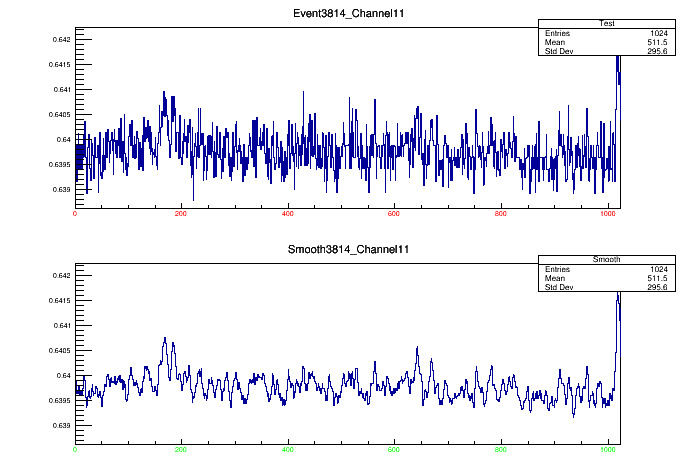 Event3814_Channel11
Test
Entries 1024
Mean 511.5
Std Dev 295.6
0.642
0.6415
0.641
0.6405
0.64
0.6395
0.639
0 200 400 600 800 1000
Smooth3814_Channel11
Smooth
Entries 1024
Mean 511.5
Std Dev 295.6
0.642
0.6415
0.641
0.6405
0.64
0.6395
0.639
0 200 400 600 800 1000